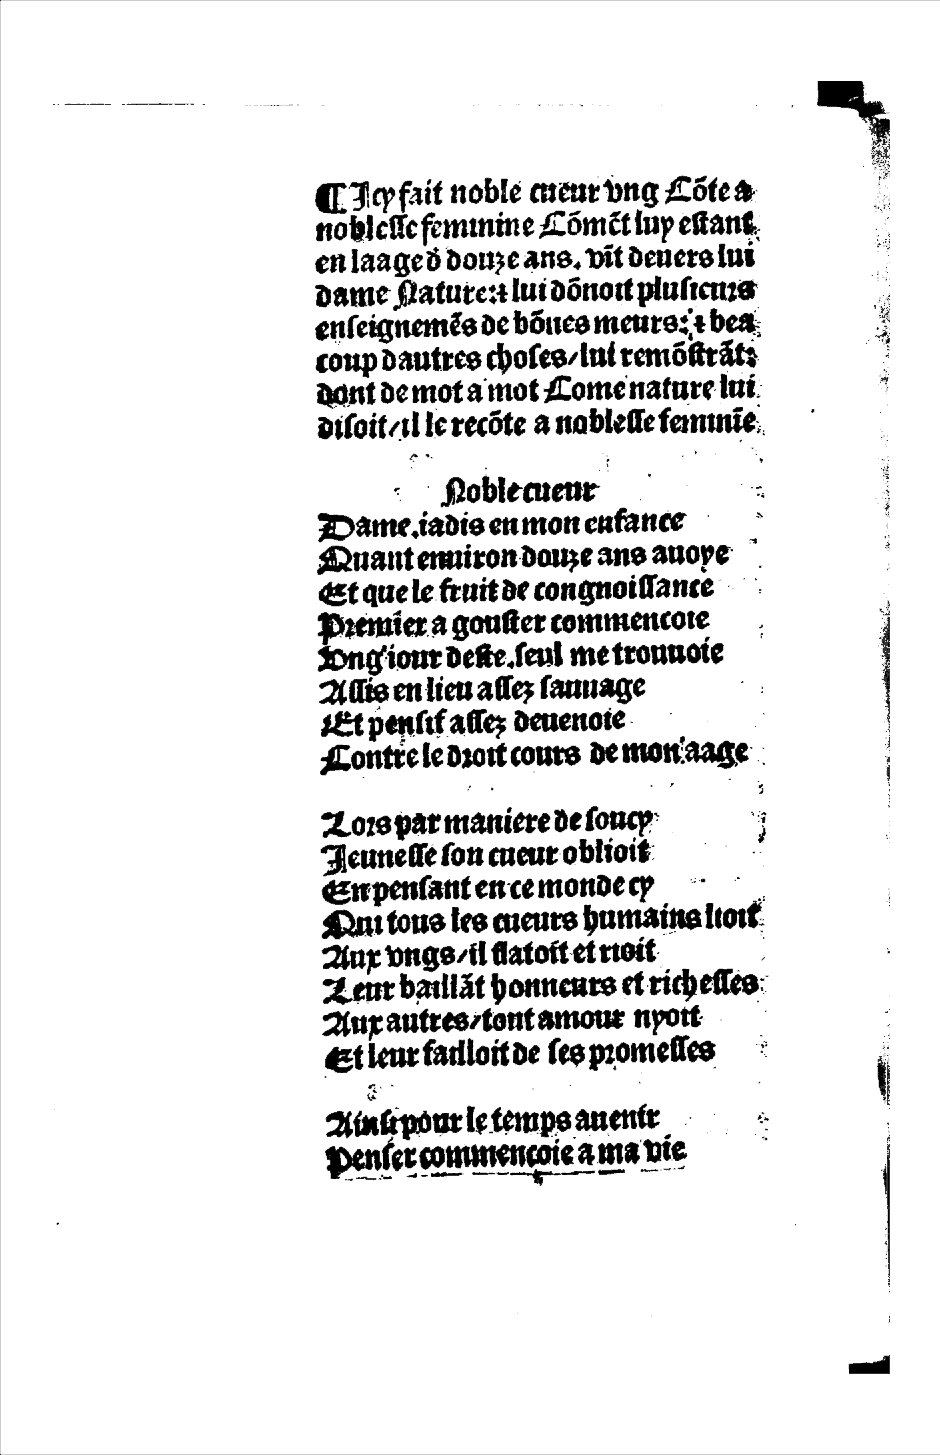 ¶Icy fait noble cueur vng Cõte a
noblesse feminine Cõmẽt luy estant
en laage d̾ douze ans. vĩt deuers lui
dame Nature:⁊ lui dõnoit plusieurs
enseignemẽs de bõnes meurs:⁊ bea
coup dautres choses/lui remõstrãt:
dont de mot a mot Come nature lui
disoit/il le recõte a noblesse feminĩe
Noble cueur
Dame.iadis en mon enfance
Quant enuiron douze ans auoye
Et que le fruit de congnoissance
Premier a gouster commencoie
Vng iour deste.seul me trouuoie
Assis en lieu assez sauuage
Et pensif assez deuenoie
Contre le droit cours de mon aage
Lors par maniere de soucy
Jeunesse son cueur oblioit
En pensant en ce monde cy
Qui tous les cueurs humains lioit
Aux vngs/il flatoit et rioit
Leur baillãt honneurs et richesses
Aux autres/tout amour nyoit
Et leur failloit de ses promesses
Ainsi pour le temps auenir
Penser commencoie a ma vie